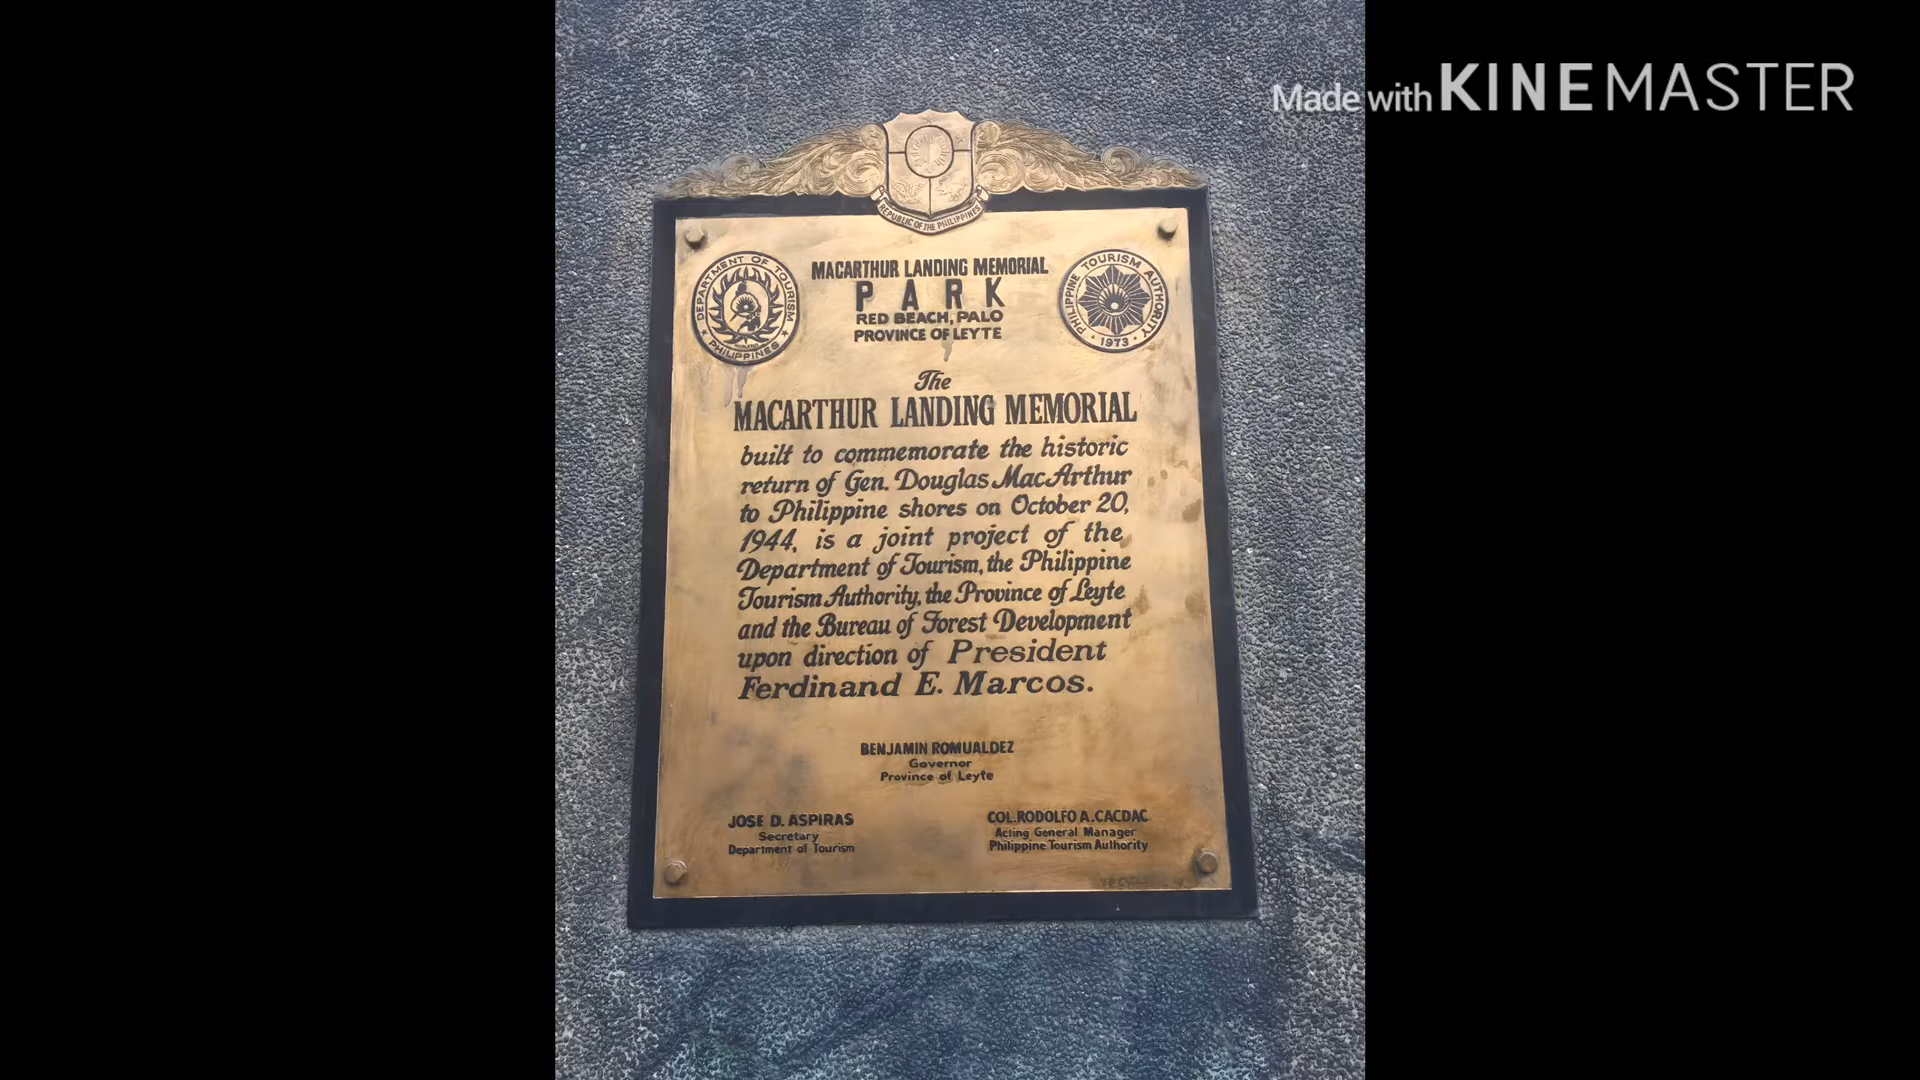 Made with KINEMASTER
REPUBLIC OF THE PHILIPPINES
DEPARTMENT OF TOURISM
PHILIPPINES
MACARTHUR LANDING MEMORIAL
PARK
RED BEACH, PALO
PROVINCE OF LEYTE
PHILIPPINE TOURISM AUTHORITY
1973
The
MACARTHUR LANDING MEMORIAL
built to commemorate the historic
return of Gen. Douglas MacArthur
to Philippine shores on October 20,
1944, is a joint project of the
Department of Tourism, the Philippine
Tourism Authority, the Province of Leyte
and the Bureau of Forest Development
upon direction of President
Ferdinand E. Marcos.
BENJAMIN ROMUALDEZ
Governor
Province of Leyte
JOSE D. ASPIRAS
Secretary
Department of Tourism
COL. RODOLFO A. CACDAC
Acting General Manager
Philippine Tourism Authority